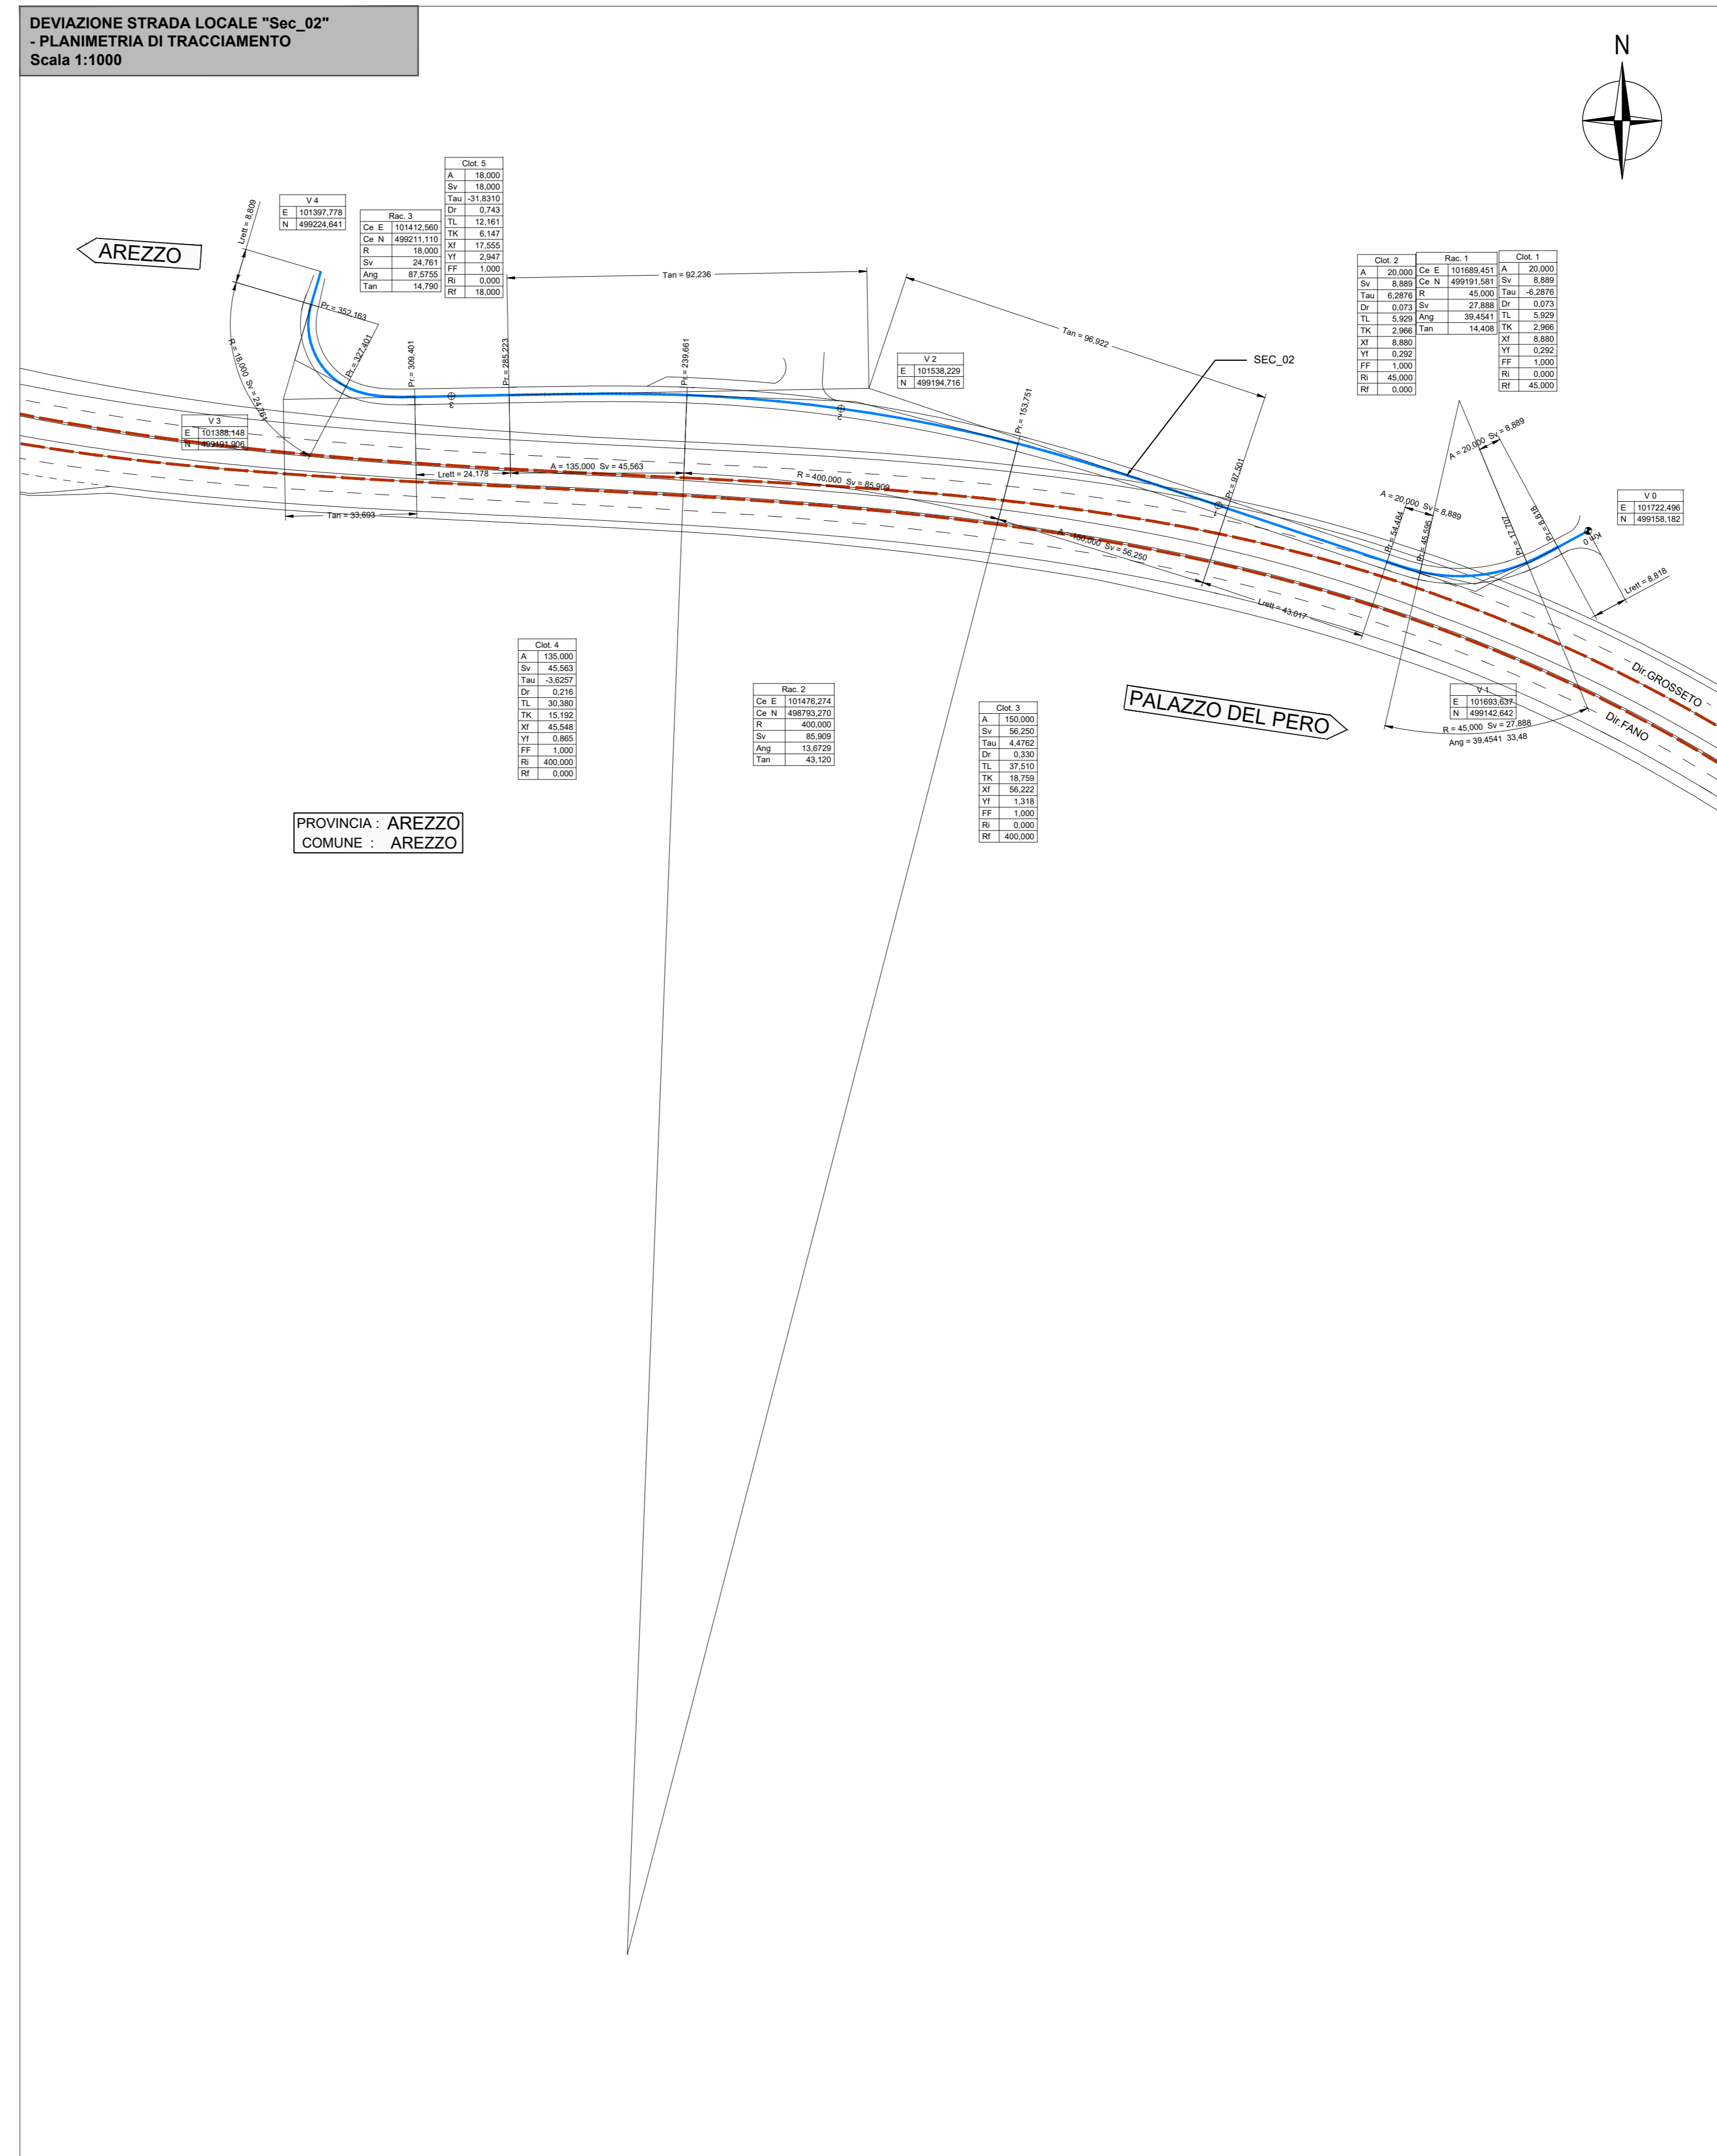 DEVIAZIONE STRADA LOCALE "Sec_02"
- PLANIMETRIA DI TRACCIAMENTO
Scala 1:1000
N
AREZZO
Lrett = 8,809
V 4
E 101397,778
N 499224,641
Rac. 3
Ce E 101412,560
Ce N 499211,110
R 18,000
Sv 24,761
Ang 87,5755
Tan 14,790
Clot. 5
A 18,000
Sv 18,000
Tau -31,8310
Dr 0,743
TL 12,161
TK 6,147
Xf 17,555
Yf 2,947
FF 1,000
Ri 0,000
Rf 18,000
Tan = 92,236
Tan = 96,922
SEC_02
V 2
E 101538,229
N 499194,716
Clot. 2
A 20,000
Sv 8,889
Tau 6,2876
Dr 0,073
TL 5,929
TK 2,966
Xf 8,880
Yf 0,292
FF 1,000
Ri 45,000
Rf 0,000
Rac. 1
Ce E 101689,451
Ce N 499191,581
R 45,000
Sv 27,888
Ang 39,4541
Tan 14,408
Clot. 1
A 20,000
Sv 8,889
Tau -6,2876
Dr 0,073
TL 5,929
TK 2,966
Xf 8,880
Yf 0,292
FF 1,000
Ri 0,000
Rf 45,000
Pr.= 352,163
Pr.= 327,401
R = 18,000 Sv = 24,761
Pr.= 309,401
Pr.= 285,223
Pr.= 239,661
Pr.= 153,751
Pr.= 97,501
Pr.= 54,484
Pr.= 45,595
Pr.= 17,707
Pr.= 8,818
3
2
1
Km 0
V 3
E 101388,148
N 499191,906
Lrett = 24,178
A = 135,000 Sv = 45,563
R = 400,000 Sv = 85,909
A = 150,000 Sv = 56,250
Lrett = 43,017
A = 20,000 Sv = 8,889
A = 20,000 Sv = 8,889
Tan = 33,693
V 0
E 101722,496
N 499158,182
Lrett = 8,818
Dir.GROSSETO
Dir.FANO
V 1
E 101693,637
N 499142,642
R = 45,000 Sv = 27,888
Ang = 39,4541 33,48
PALAZZO DEL PERO
Clot. 4
A 135,000
Sv 45,563
Tau -3,6257
Dr 0,216
TL 30,380
TK 15,192
Xf 45,548
Yf 0,865
FF 1,000
Ri 400,000
Rf 0,000
Rac. 2
Ce E 101476,274
Ce N 498793,270
R 400,000
Sv 85,909
Ang 13,6729
Tan 43,120
Clot. 3
A 150,000
Sv 56,250
Tau 4,4762
Dr 0,330
TL 37,510
TK 18,759
Xf 56,222
Yf 1,318
FF 1,000
Ri 0,000
Rf 400,000
PROVINCIA : AREZZO
COMUNE : AREZZO